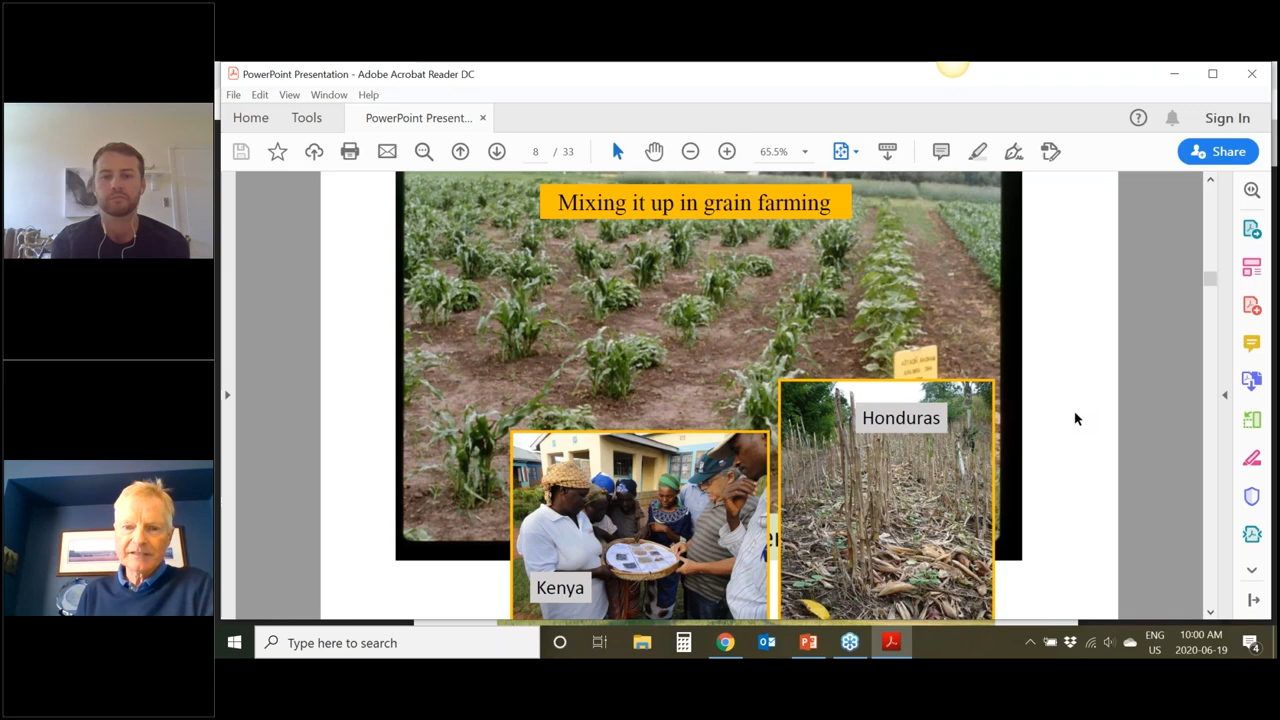 PowerPoint Presentation - Adobe Acrobat Reader DC
File Edit View Window Help
Home Tools PowerPoint Present... Sign In
8 / 33 65.5% Share
Mixing it up in grain farming
Honduras
Kenya
Type here to search
ENG
US
10:00 AM
2020-06-19
4